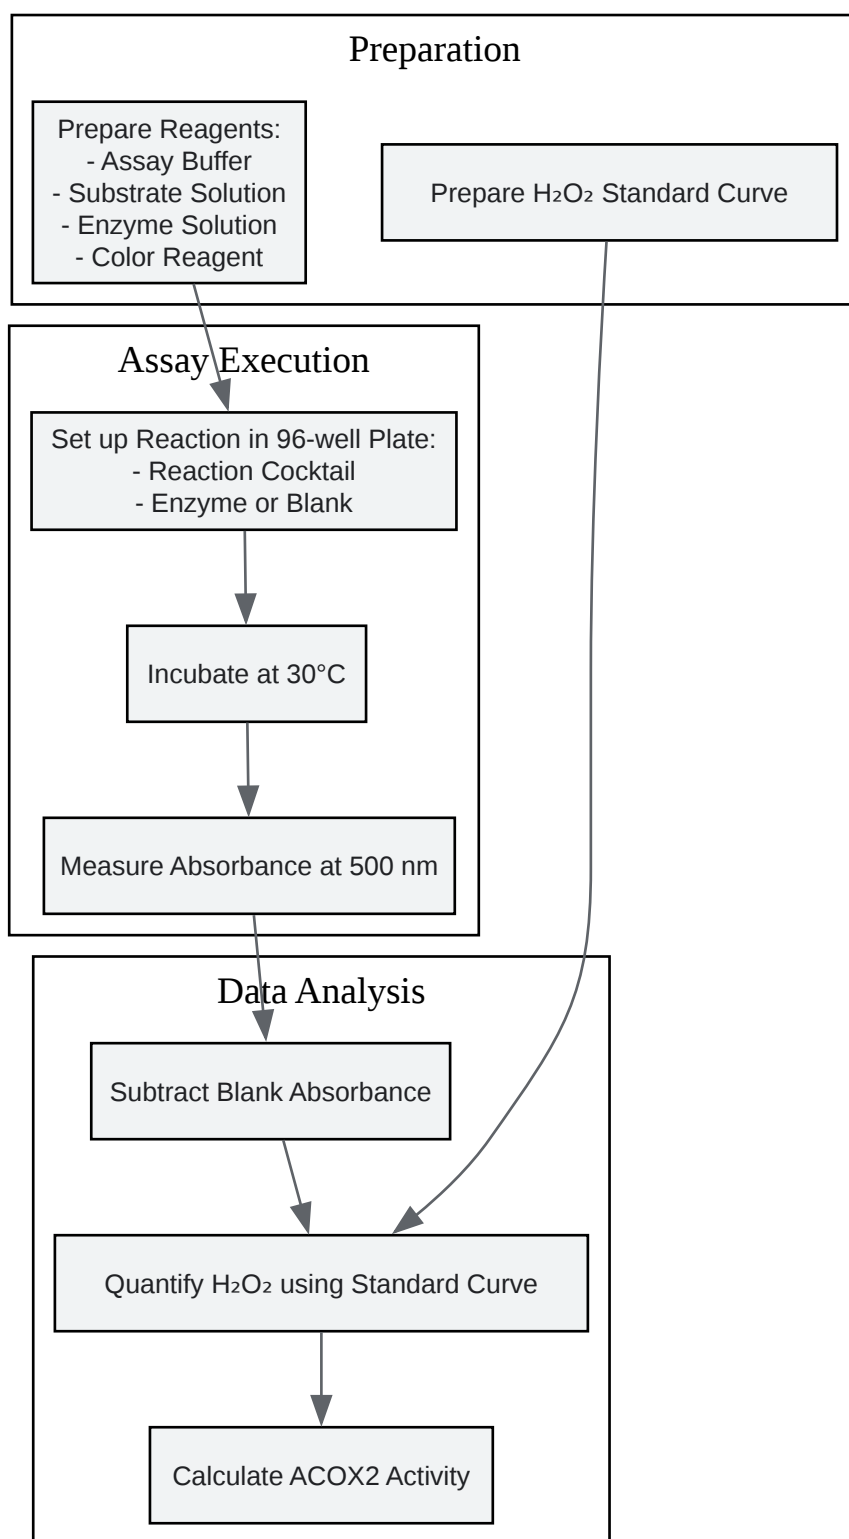 Preparation
Prepare Reagents:
- Assay Buffer
- Substrate Solution
- Enzyme Solution
- Color Reagent
Prepare H₂O₂ Standard Curve
Assay Execution
Set up Reaction in 96-well Plate:
- Reaction Cocktail
- Enzyme or Blank
Incubate at 30°C
Measure Absorbance at 500 nm
Data Analysis
Subtract Blank Absorbance
Quantify H₂O₂ using Standard Curve
Calculate ACOX2 Activity